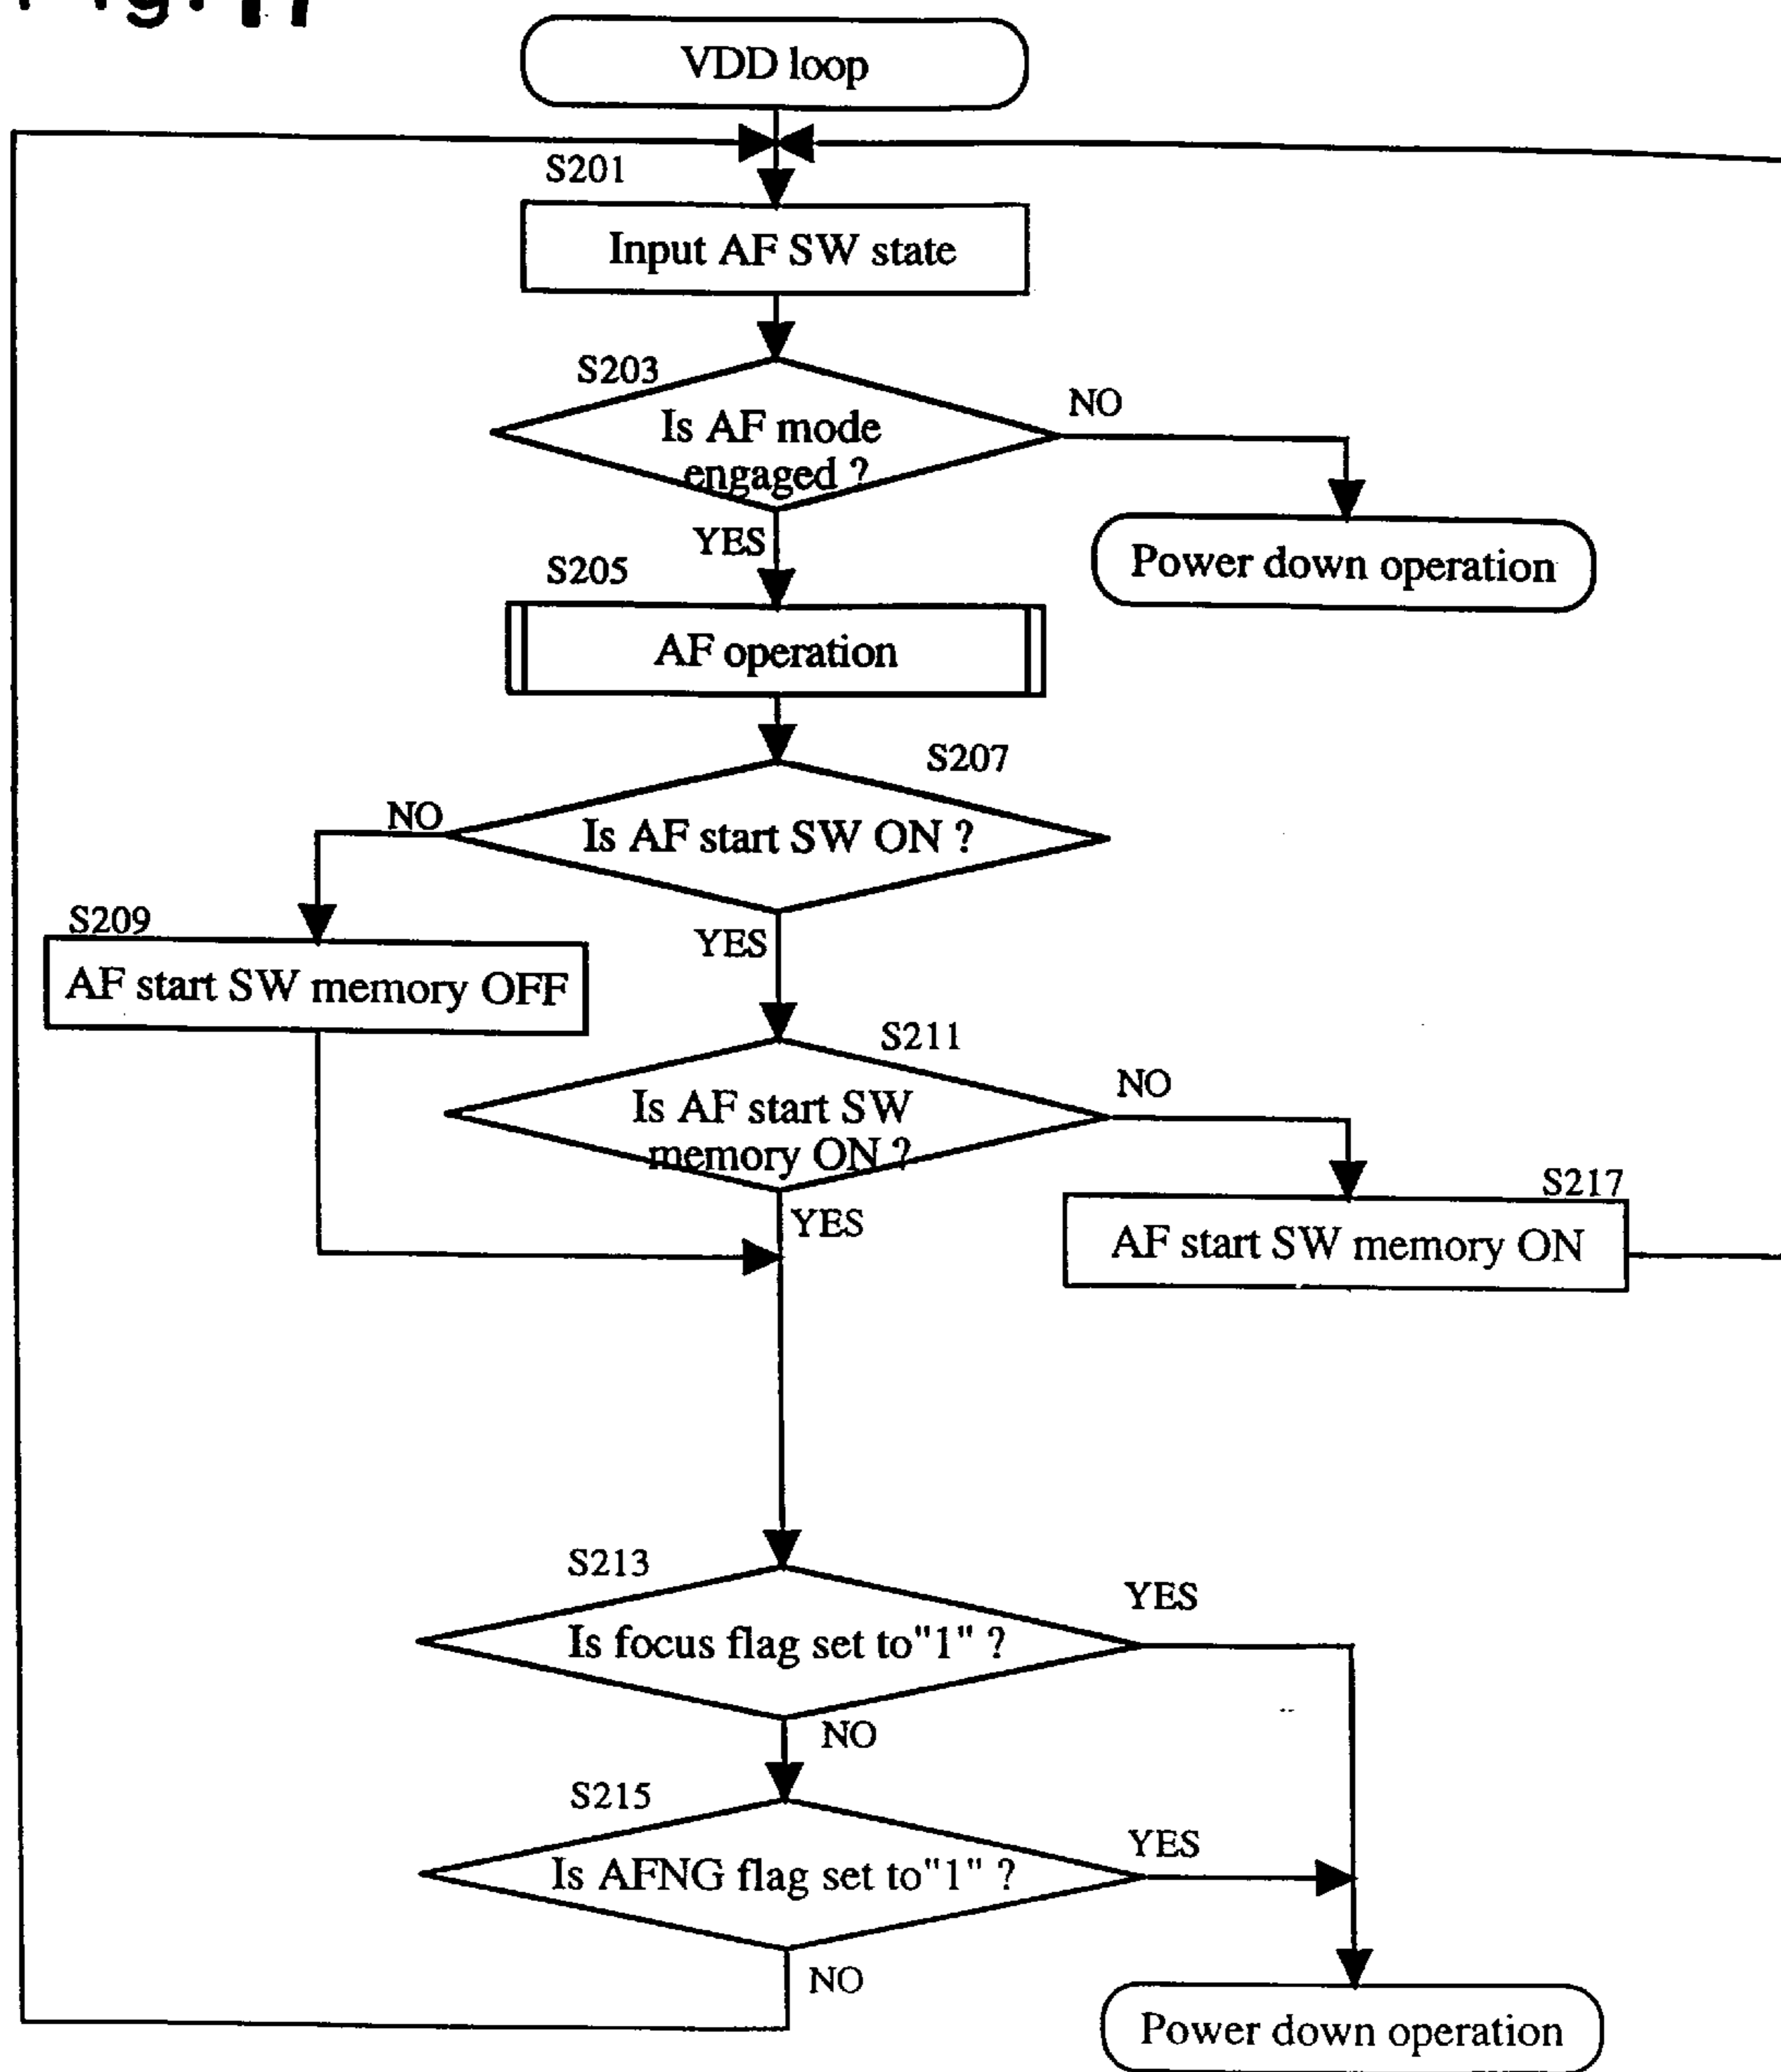 VDD loop
S201
Input AF SW state
S203
Is AF mode
engaged ?
NO
YES
Power down operation
S205
AF operation
S207
Is AF start SW ON ?
NO
YES
S209
AF start SW memory OFF
S211
Is AF start SW
memory ON ?
NO
YES
S217
AF start SW memory ON
S213
Is focus flag set to"1" ?
YES
NO
S215
Is AFNG flag set to"1" ?
YES
NO
Power down operation